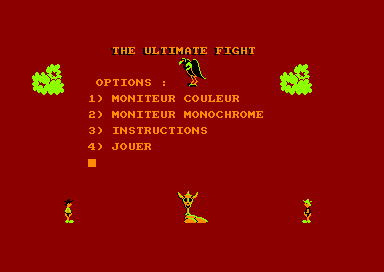 THE ULTIMATE FIGHT
OPTIONS :
1) MONITEUR COULEUR
2) MONITEUR MONOCHROME
3) INSTRUCTIONS
4) JOUER